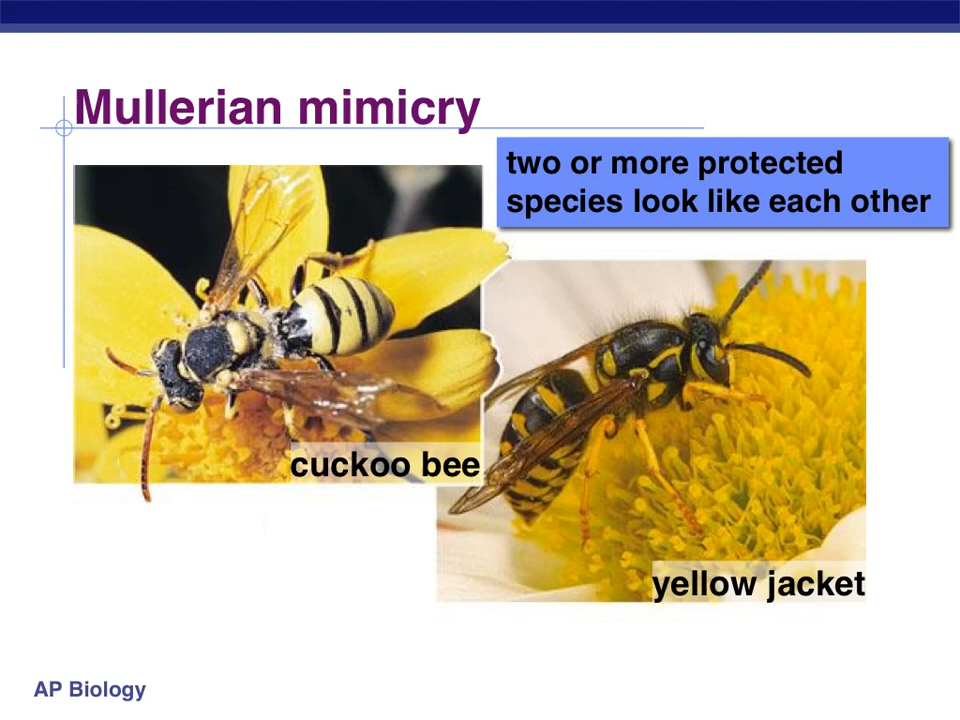 Mullerian mimicry
two or more protected
species look like each other
cuckoo bee
yellow jacket
AP Biology